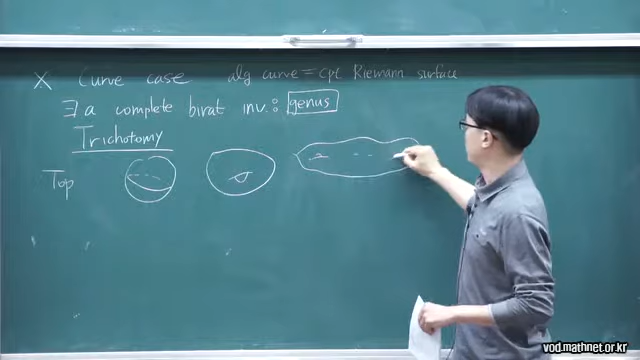 X Curve case alg curve = cpt Riemann surface
∃ a complete birat inv.: genus
Trichotomy
Top
vod.mathnet.or.kr